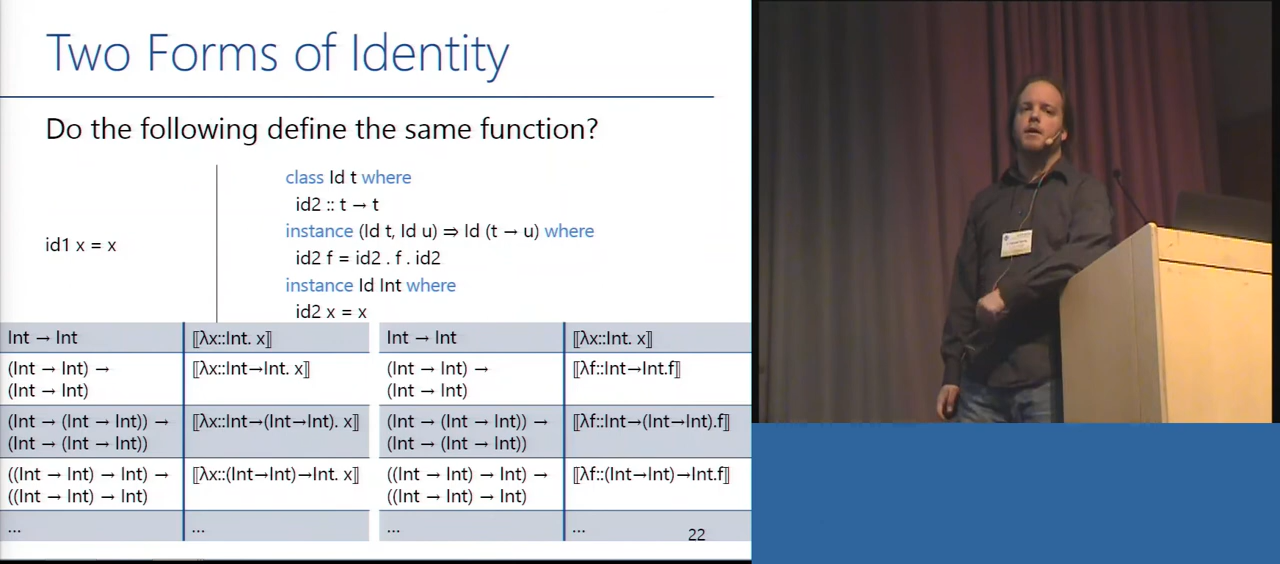 Two Forms of Identity
Do the following define the same function?
id1 x = x
class Id t where
id2 :: t → t
instance (Id t, Id u) ⇒ Id (t → u) where
id2 f = id2 . f . id2
instance Id Int where
id2 x = x
Int → Int
⟦λx::Int. x⟧
(Int → Int) →
(Int → Int)
⟦λx::Int→Int. x⟧
(Int → (Int → Int)) →
(Int → (Int → Int))
⟦λx::Int→(Int→Int). x⟧
((Int → Int) → Int) →
((Int → Int) → Int)
⟦λx::(Int→Int)→Int. x⟧
...
...
Int → Int
⟦λx::Int. x⟧
(Int → Int) →
(Int → Int)
⟦λf::Int→Int.f⟧
(Int → (Int → Int)) →
(Int → (Int → Int))
⟦λf::Int→(Int→Int).f⟧
((Int → Int) → Int) →
((Int → Int) → Int)
⟦λf::(Int→Int)→Int.f⟧
...
...
22